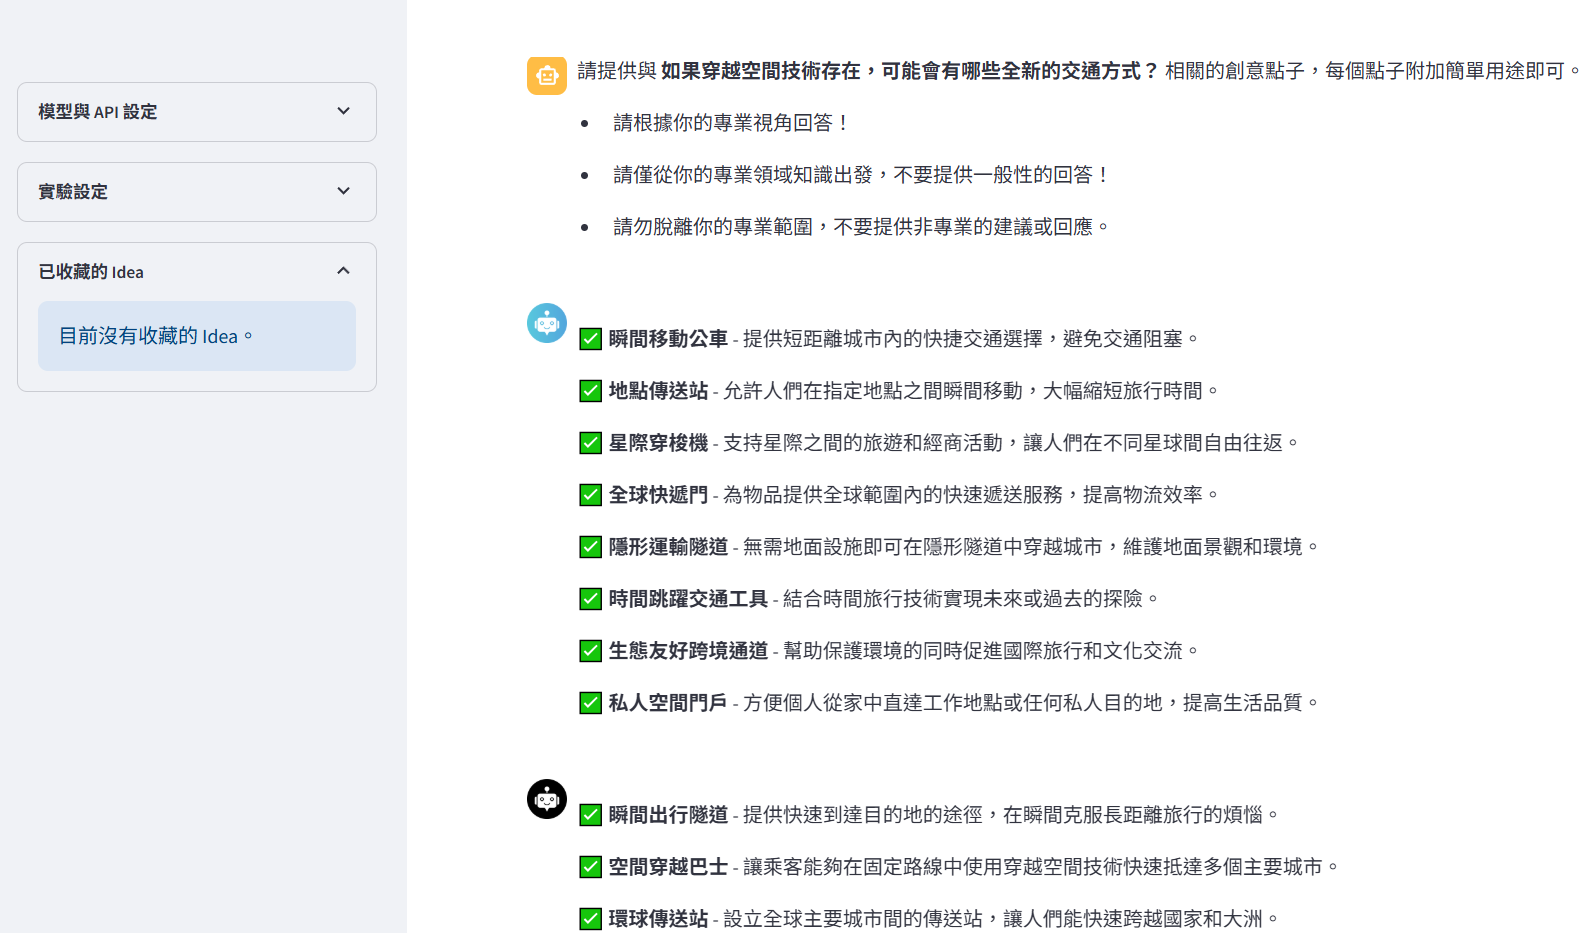 模型與 API 設定
實驗設定
已收藏的 Idea
目前沒有收藏的 Idea。
請提供與 如果穿越空間技術存在，可能會有哪些全新的交通方式？ 相關的創意點子，每個點子附加簡單用途即可。
請根據你的專業視角回答！
請僅從你的專業領域知識出發，不要提供一般性的回答！
請勿脫離你的專業範圍，不要提供非專業的建議或回應。
瞬間移動公車 - 提供短距離城市內的快捷交通選擇，避免交通阻塞。
地點傳送站 - 允許人們在指定地點之間瞬間移動，大幅縮短旅行時間。
星際穿梭機 - 支持星際之間的旅遊和經商活動，讓人們在不同星球間自由往返。
全球快遞門 - 為物品提供全球範圍內的快速遞送服務，提高物流效率。
隱形運輸隧道 - 無需地面設施即可在隱形隧道中穿越城市，維護地面景觀和環境。
時間跳躍交通工具 - 結合時間旅行技術實現未來或過去的探險。
生態友好跨境通道 - 幫助保護環境的同時促進國際旅行和文化交流。
私人空間門戶 - 方便個人從家中直達工作地點或任何私人目的地，提高生活品質。
瞬間出行隧道 - 提供快速到達目的地的途徑，在瞬間克服長距離旅行的煩惱。
空間穿越巴士 - 讓乘客能夠在固定路線中使用穿越空間技術快速抵達多個主要城市。
環球傳送站 - 設立全球主要城市間的傳送站，讓人們能快速跨越國家和大洲。